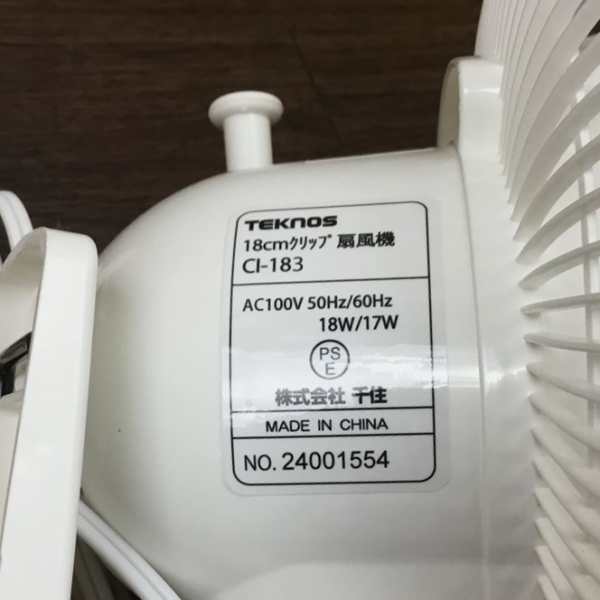 TEKNOS
18cmクリップ 扇風機
CI-183
AC100V 50Hz/60Hz
18W/17W
PS
E
株式会社 千住
MADE IN CHINA
NO. 24001554